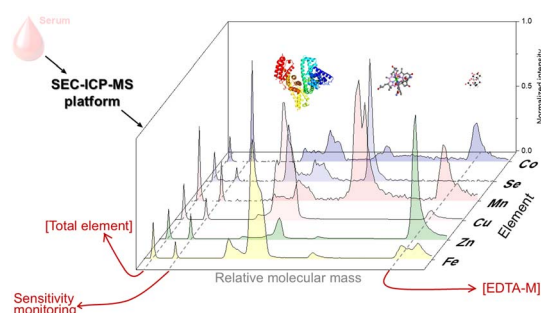 Serum
SEC-ICP-MS
platform
1.0
0.5
0.0
Normalized intensity
Co
Se
Mn
Cu
Zn
Fe
Element
[Total element]
Relative molecular mass
Sensitivity
monitoring
[EDTA-M]